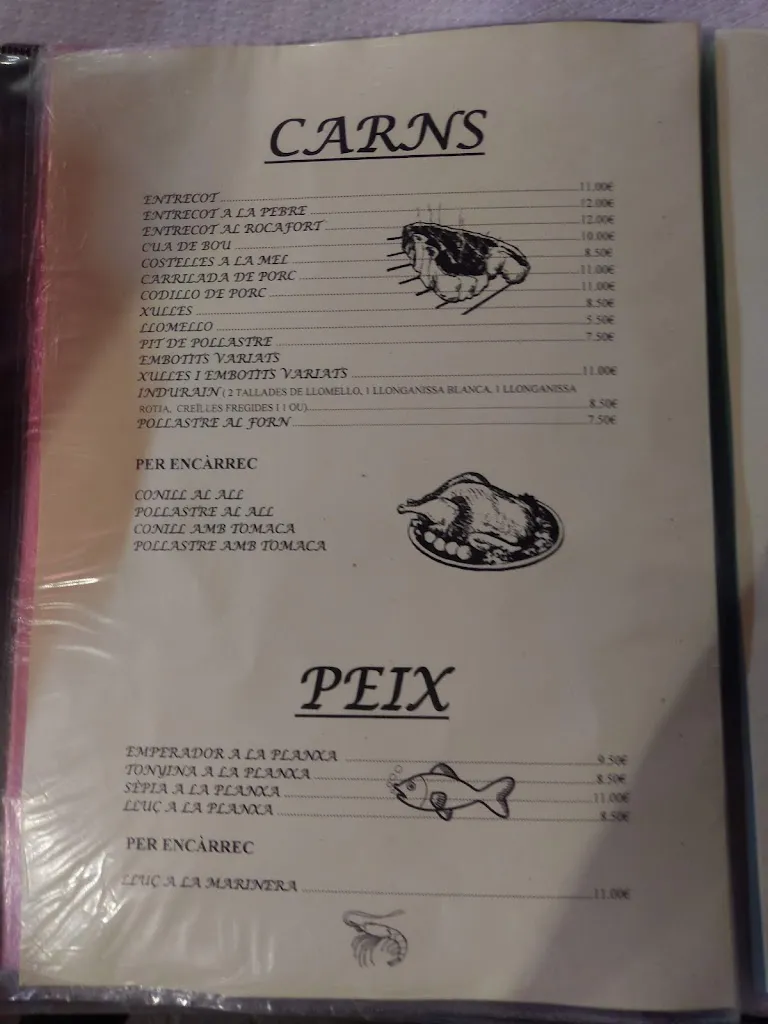 CARNS
ENTRECOT 11.00€
ENTRECOT A LA PEBRE 12.00€
ENTRECOT AL ROCAFORT 12.00€
CUA DE BOU 10.00€
COSTELLES A LA MEL 8.50€
CARRILADA DE PORC 11.00€
CODILLO DE PORC 11.00€
XULLES 8.50€
LLOMELLO 5.50€
PIT DE POLLASTRE 7.50€
EMBOTITS VARIATS
XULLES I EMBOTITS VARIATS 11.00€
INDURAIN ( 2 TALLADES DE LLOMELLO, 1 LLONGANISSA BLANCA, 1 LLONGANISSA
ROTJA, CREÏLLES FREGIDES I 1 OU) 8.50€
POLLASTRE AL FORN 7.50€
PER ENCÀRREC
CONILL AL ALL
POLLASTRE AL ALL
CONILL AMB TOMACA
POLLASTRE AMB TOMACA
PEIX
EMPERADOR A LA PLANXA 9.50€
TONYINA A LA PLANXA 8.50€
SÈPIA A LA PLANXA 11.00€
LLUÇ A LA PLANXA 8.50€
PER ENCÀRREC
LLUÇ A LA MARINERA 11.00€